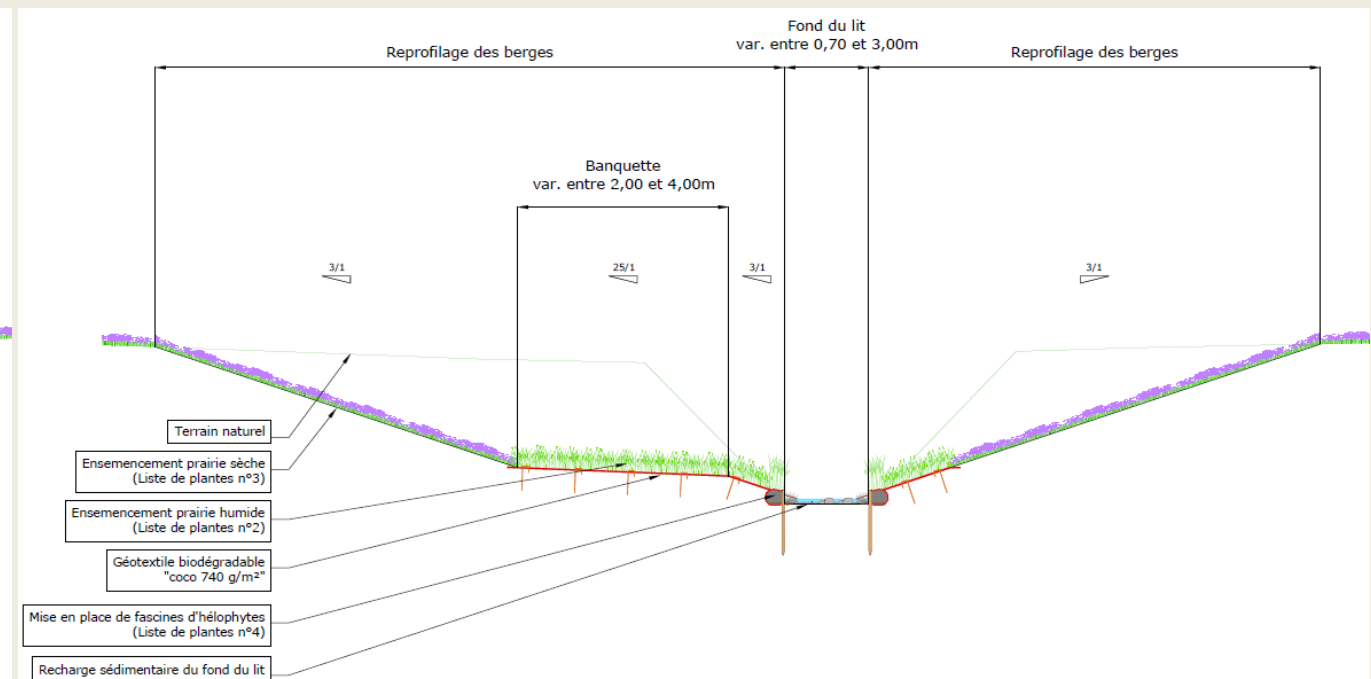 Fond du lit
var. entre 0,70 et 3,00m
Reprofilage des berges
Reprofilage des berges
Banquette
var. entre 2,00 et 4,00m
3/1
25/1
3/1
3/1
Terrain naturel
Ensemencement prairie sèche
(Liste de plantes n°3)
Ensemencement prairie humide
(Liste de plantes n°2)
Géotextile biodégradable
"coco 740 g/m²"
Mise en place de fascines d'hélophytes
(Liste de plantes n°4)
Recharge sédimentaire du fond du lit